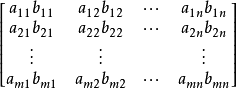 a₁₁b₁₁ a₁₂b₁₂ ⋯ a₁ₙb₁ₙ
a₂₁b₂₁ a₂₂b₂₂ ⋯ a₂ₙb₂ₙ
⋮ ⋮ ⋮
aₘ₁bₘ₁ aₘ₂bₘ₂ ⋯ aₘₙbₘₙ